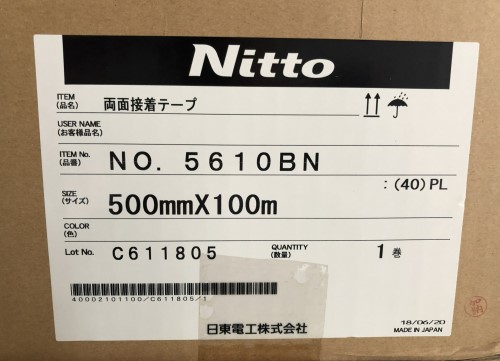 Nitto
ITEM
(品名) 両面接着テープ
USER NAME
(お客様品名)
ITEM No.
(品番) NO. 5610BN
: (40) PL
SIZE
(サイズ) 500mmX100m
COLOR
(色)
Lot No. C611805 QUANTITY
(数量) 1 巻
40002101100/C611805/1
日東電工株式会社
18/06/20
MADE IN JAPAN